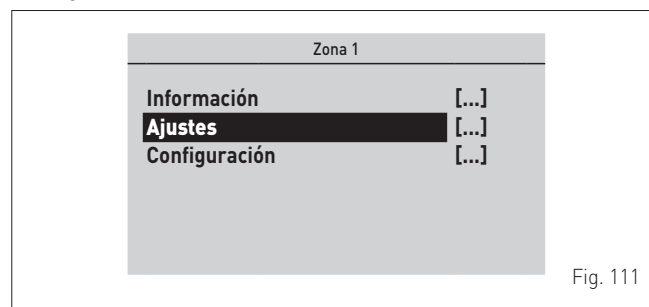 Zona 1
Información [...]
Ajustes [...]
Configuración [...]
Fig. 111